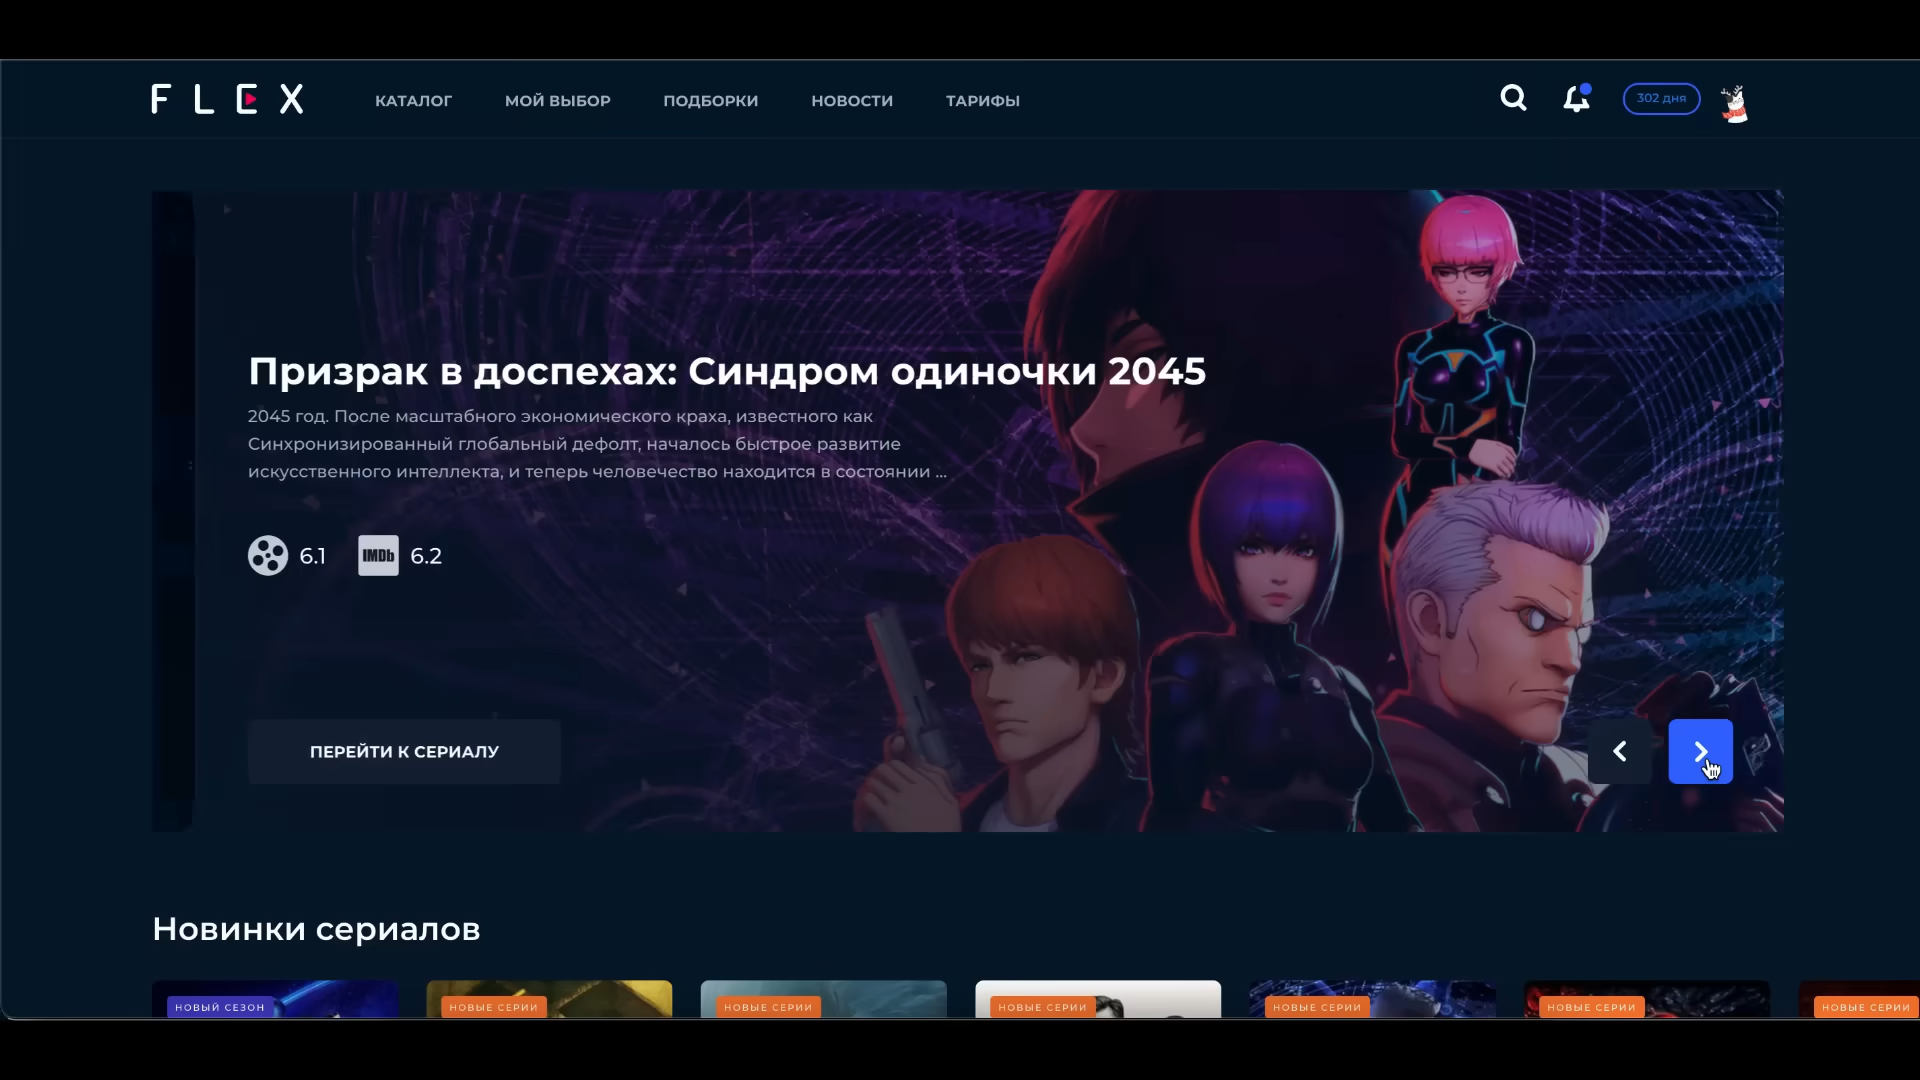 FLEX
КАТАЛОГ
МОЙ ВЫБОР
ПОДБОРКИ
НОВОСТИ
ТАРИФЫ
302 дня
Призрак в доспехах: Синдром одиночки 2045
2045 год. После масштабного экономического краха, известного как
Синхронизированный глобальный дефолт, началось быстрое развитие
искусственного интеллекта, и теперь человечество находится в состоянии ...
6.1
IMDb
6.2
ПЕРЕЙТИ К СЕРИАЛУ
Новинки сериалов
НОВЫЙ СЕЗОН
НОВЫЕ СЕРИИ
НОВЫЕ СЕРИИ
НОВЫЕ СЕРИИ
НОВЫЕ СЕРИИ
НОВЫЕ СЕРИИ
НОВЫЕ СЕРИИ